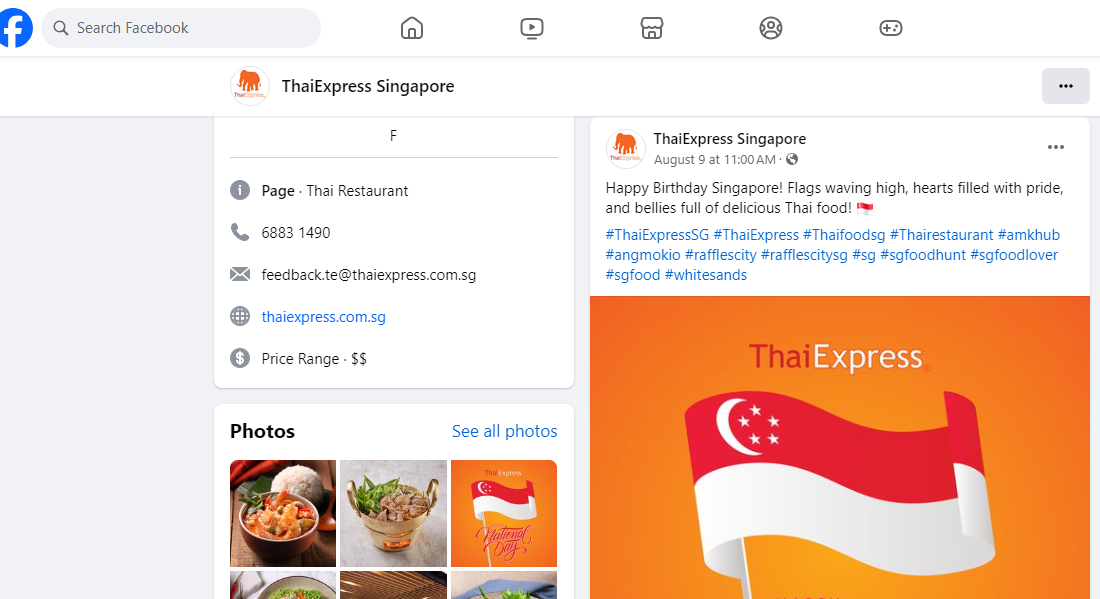 Search Facebook
ThaiExpress Singapore
F
Page · Thai Restaurant
6883 1490
feedback.te@thaiexpress.com.sg
thaiexpress.com.sg
Price Range · $$
Photos
See all photos
ThaiExpress
National
Day
ThaiExpress Singapore
August 9 at 11:00 AM ·
Happy Birthday Singapore! Flags waving high, hearts filled with pride,
and bellies full of delicious Thai food! 🇸🇬
#ThaiExpressSG #ThaiExpress #Thaifoodsg #Thairestaurant #amkhub
#angmokio #rafflescity #rafflescitysg #sg #sgfoodhunt #sgfoodlover
#sgfood #whitesands
ThaiExpress